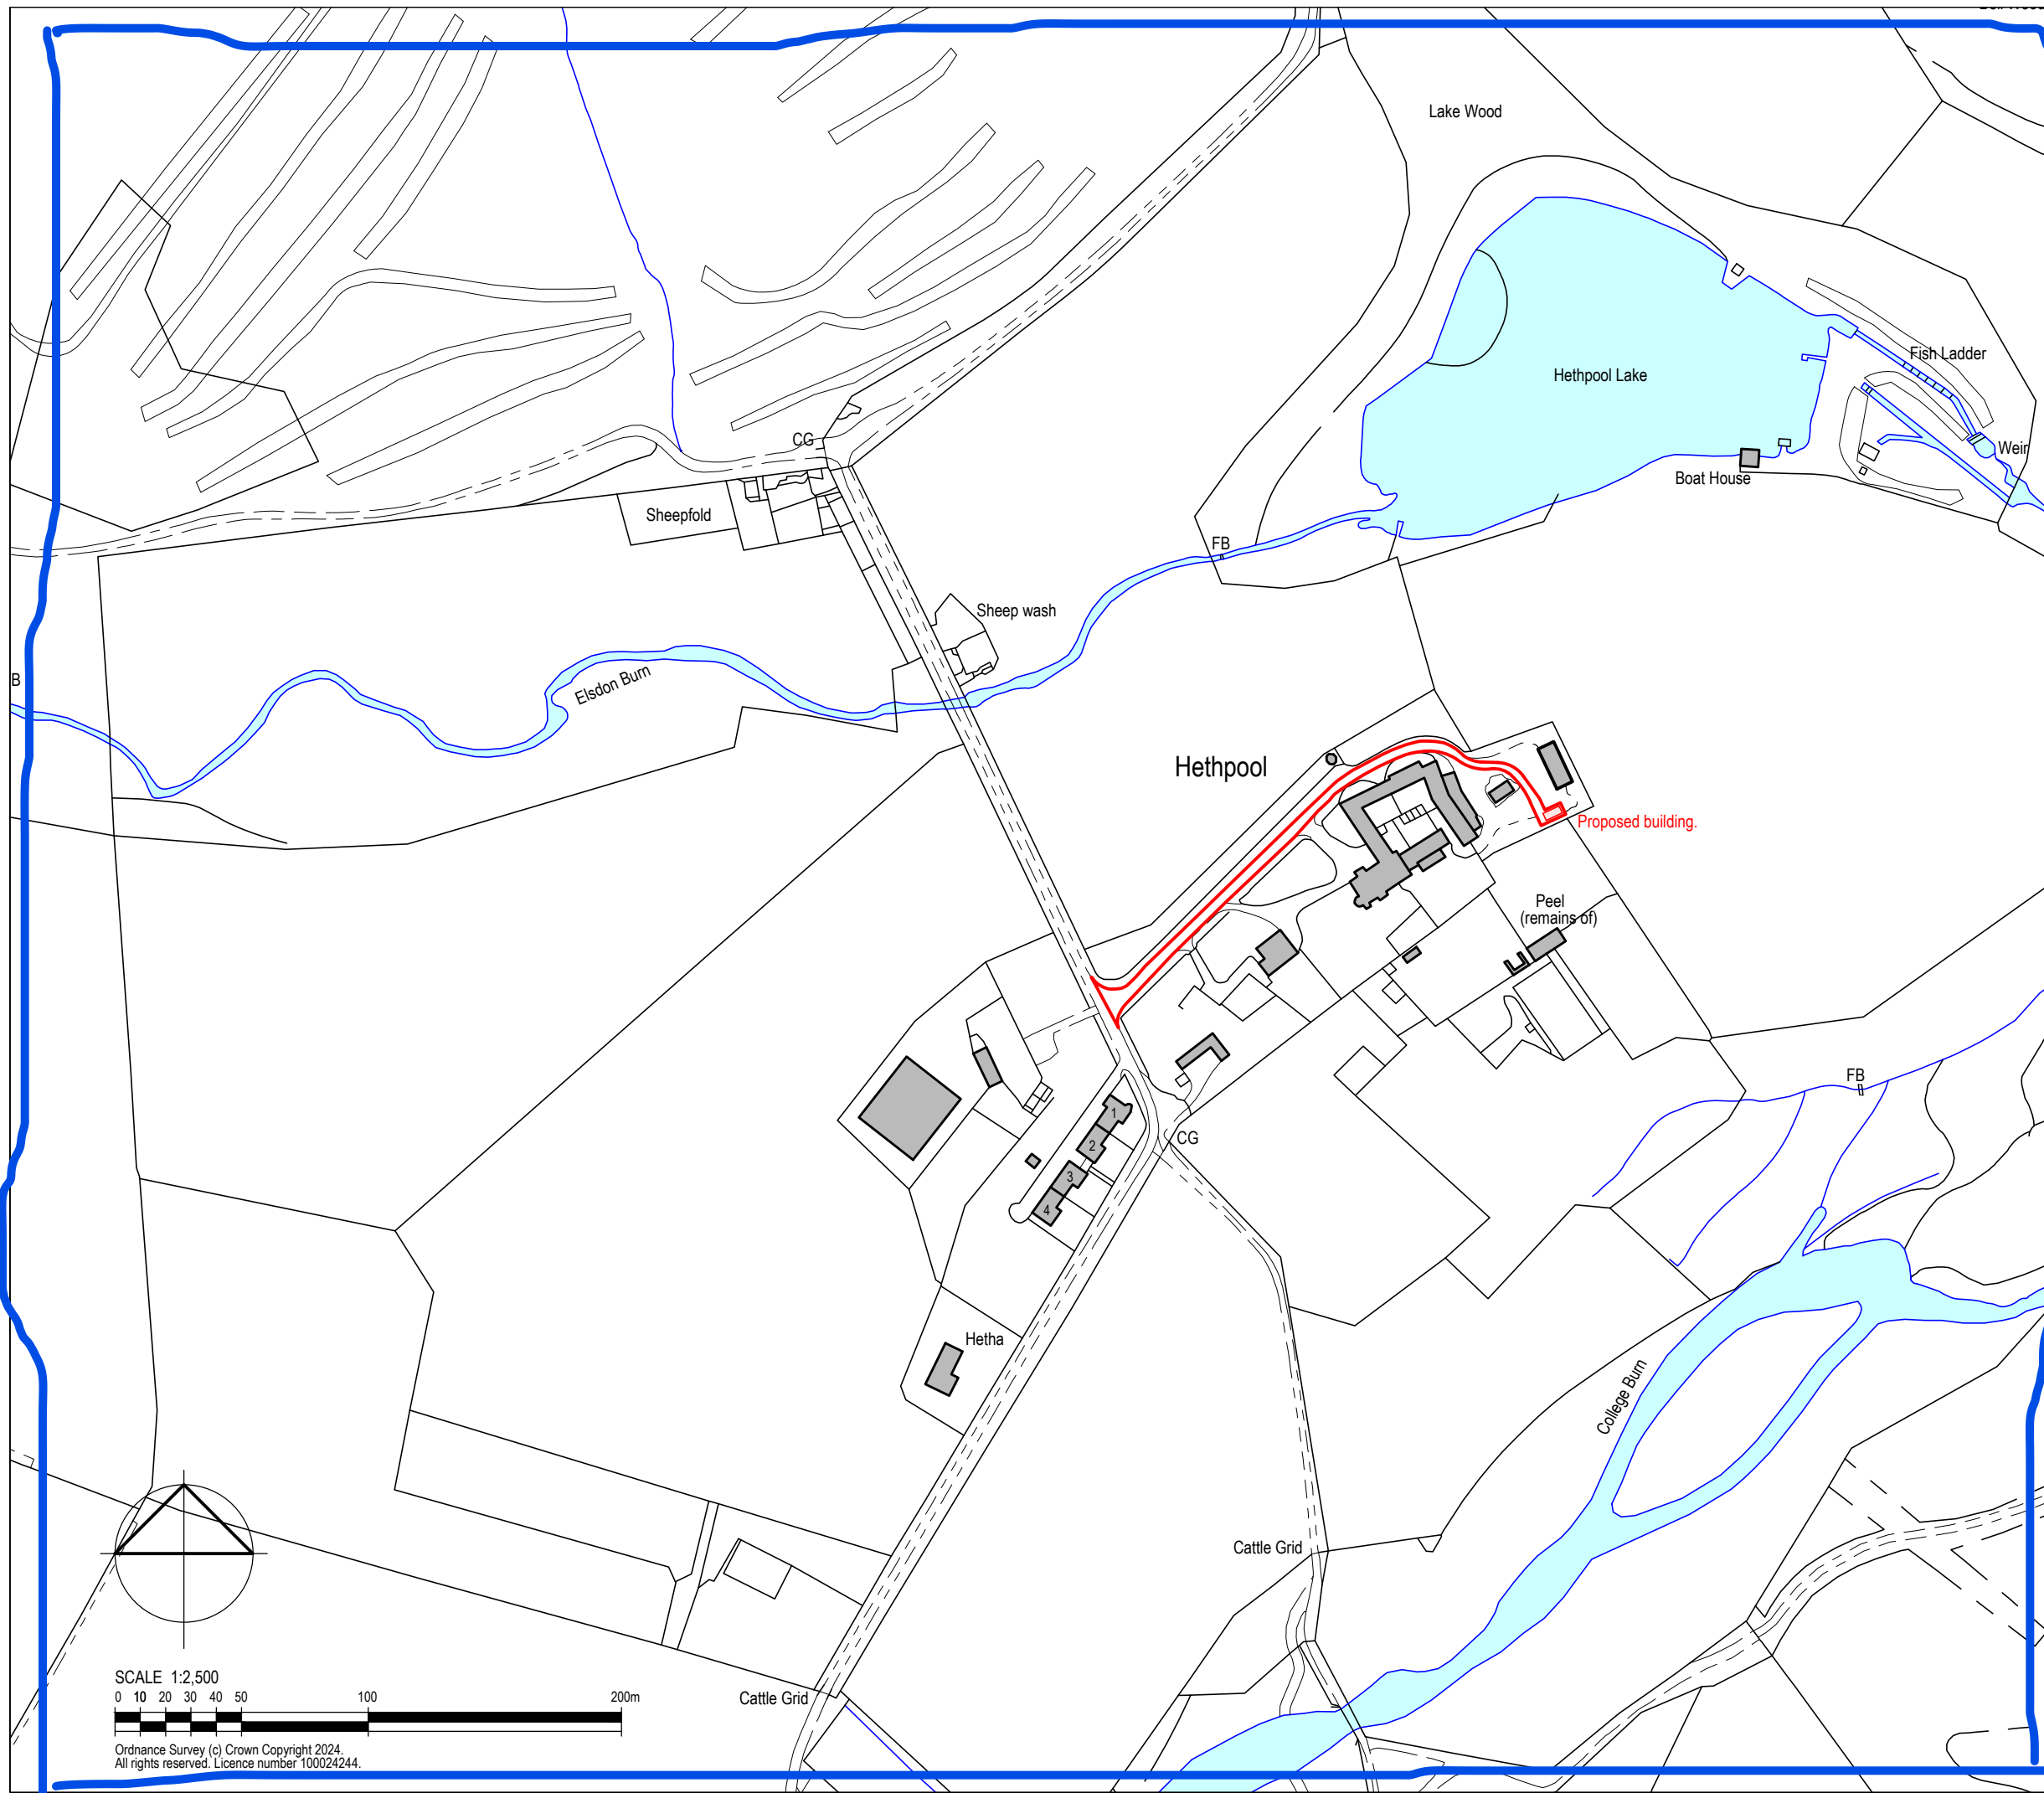 Lake Wood
Hethpool Lake
Fish Ladder
Weir
Boat House
CG
Sheepfold
FB
Sheep wash
B
Elsdon Burn
Hethpool
Proposed building.
Peel
(remains of)
FB
1
2
3
4
CG
Hetha
College Burn
Cattle Grid
Cattle Grid
SCALE 1:2,500
0 10 20 30 40 50 100 200m
Ordnance Survey (c) Crown Copyright 2024.
All rights reserved. Licence number 100024244.